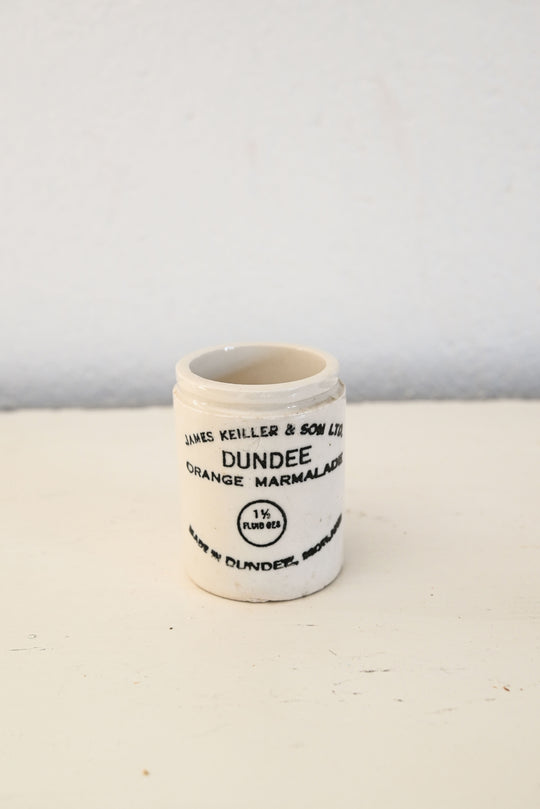 JAMES KEILLER & SON LTD.
DUNDEE
ORANGE MARMALADE
1½
FLUID OZS
MADE IN DUNDEE, SCOTLAND